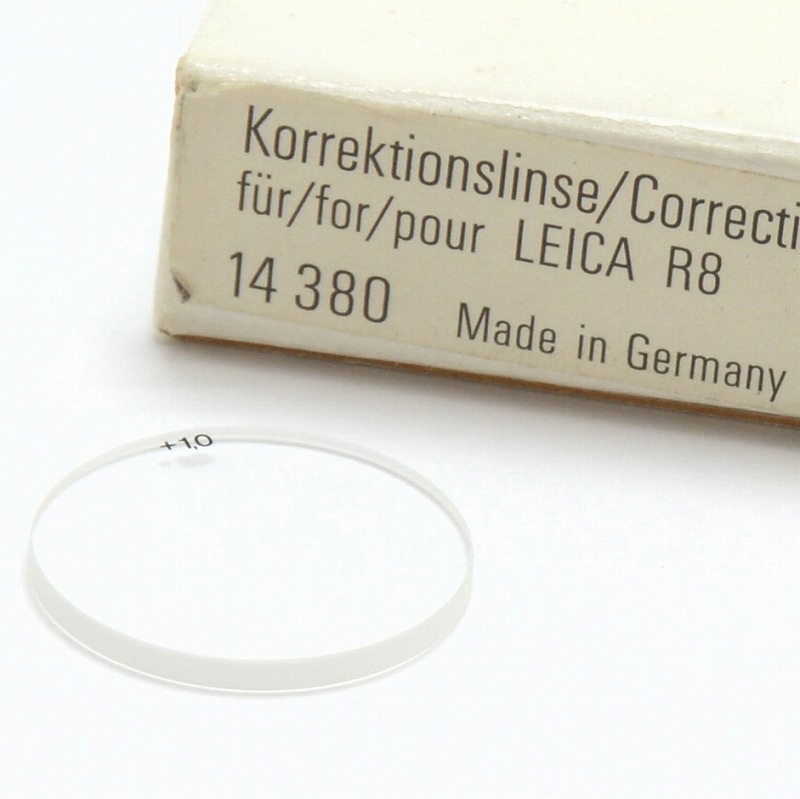 Korrektionslinse/Correcti
für/for/pour LEICA R8
14 380 Made in Germany
+1,0